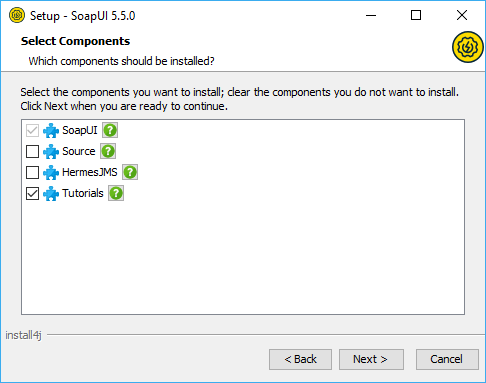 Setup - SoapUI 5.5.0
Select Components
Which components should be installed?
Select the components you want to install; clear the components you do not want to install.
Click Next when you are ready to continue.
SoapUI ?
Source ?
HermesJMS ?
Tutorials ?
install4j
< Back Next > Cancel